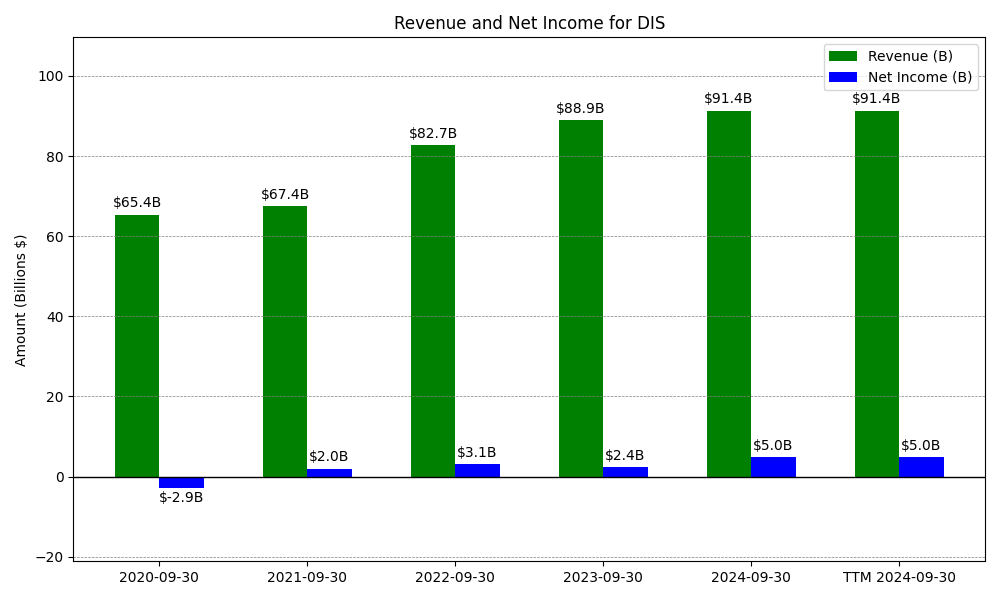 Revenue and Net Income for DIS
Revenue (B)
Net Income (B)
Amount (Billions $)
100
80
60
40
20
0
−20
$65.4B
$67.4B
$82.7B
$88.9B
$91.4B
$91.4B
$-2.9B
$2.0B
$3.1B
$2.4B
$5.0B
$5.0B
2020-09-30
2021-09-30
2022-09-30
2023-09-30
2024-09-30
TTM 2024-09-30